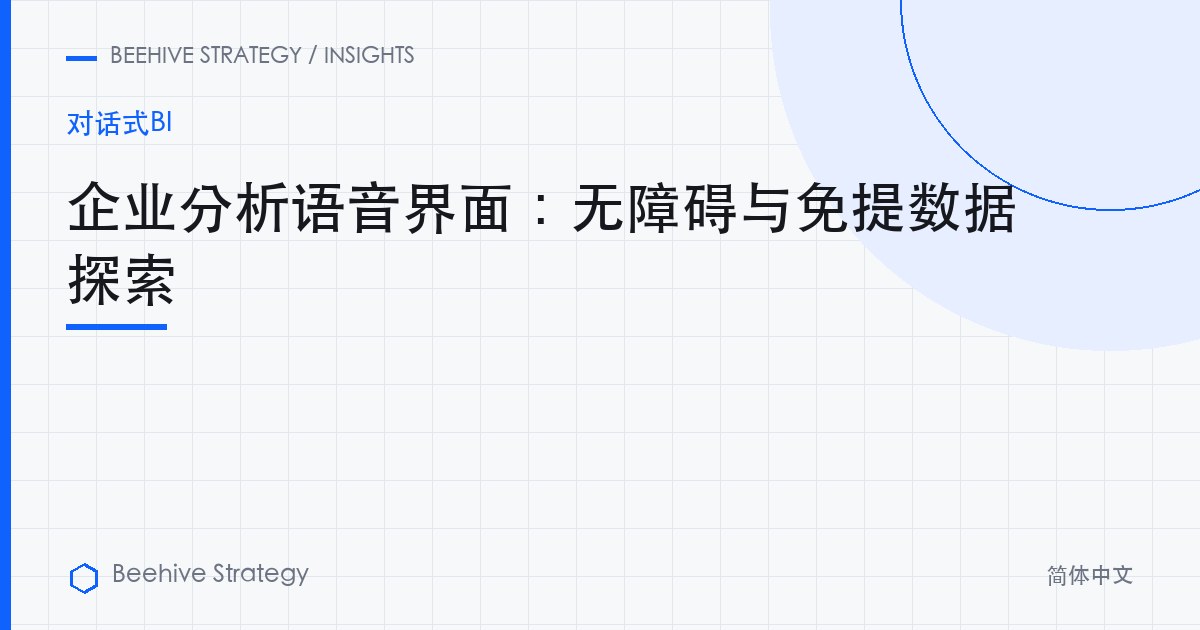 BEEHIVE STRATEGY / INSIGHTS
对话式BI
企业分析语音界面：无障碍与免提数据
探索
Beehive Strategy
简体中文